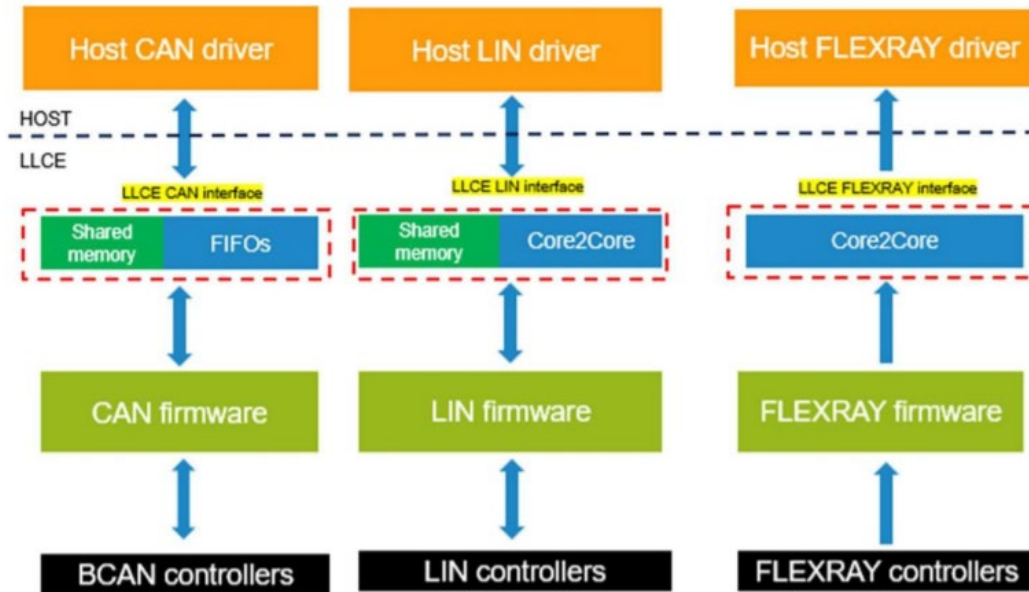 Host CAN driver
Host LIN driver
Host FLEXRAY driver
HOST
LLCE
LLCE CAN interface
LLCE LIN interface
LLCE FLEXRAY interface
Shared
memory
FIFOs
Shared
memory
Core2Core
Core2Core
CAN firmware
LIN firmware
FLEXRAY firmware
BCAN controllers
LIN controllers
FLEXRAY controllers